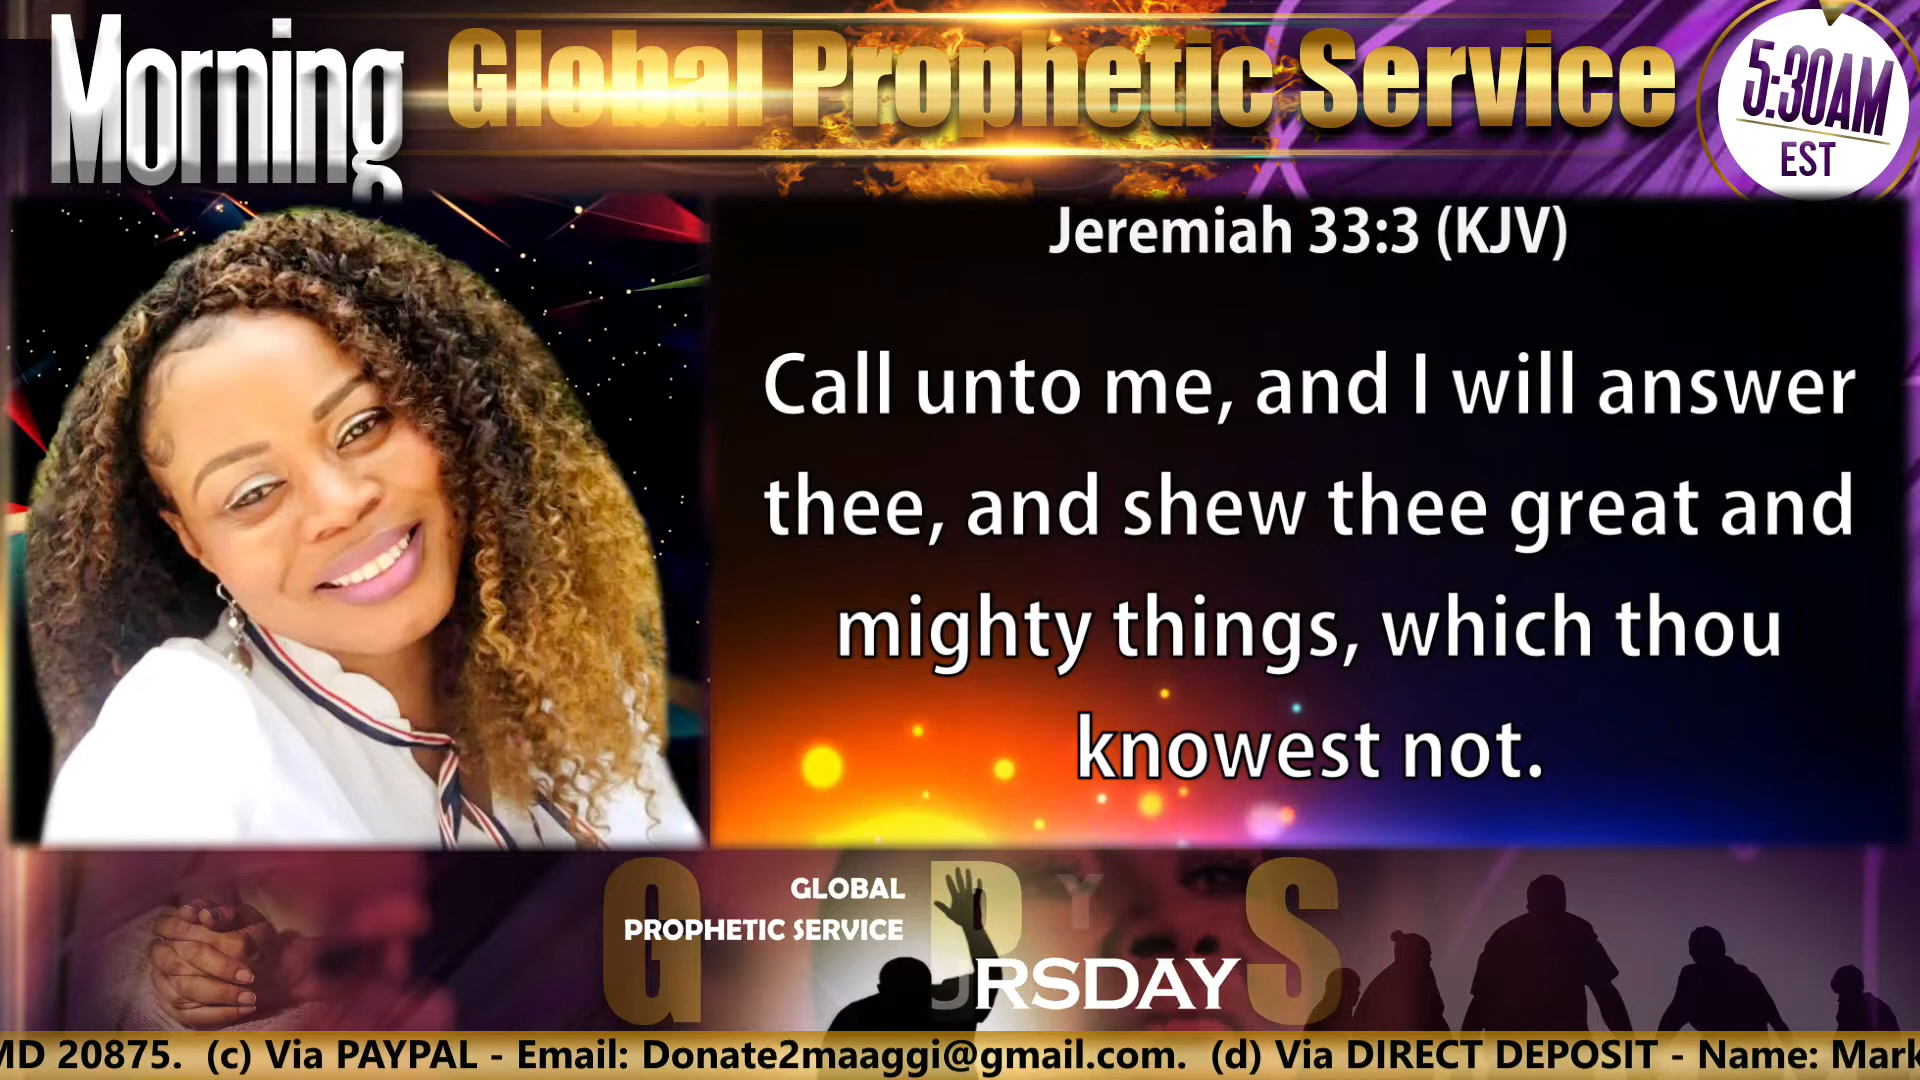 Morning
Global Prophetic Service
5:30AM
EST
Jeremiah 33:3 (KJV)
Call unto me, and I will answer
thee, and shew thee great and
mighty things, which thou
knowest not.
G P S
GLOBAL
PROPHETIC SERVICE
Y
RSDAY
MD 20875. (c) Via PAYPAL - Email: Donate2maaggi@gmail.com. (d) Via DIRECT DEPOSIT - Name: Mark